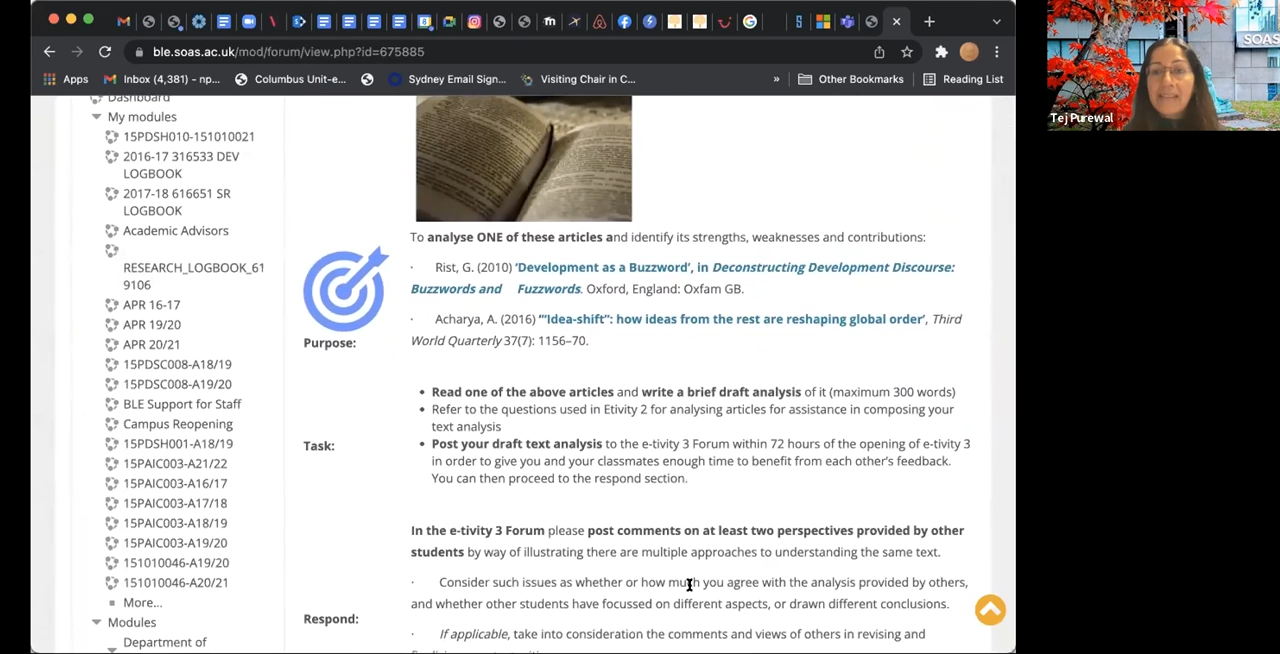 ble.soas.ac.uk/mod/forum/view.php?id=675885
Apps
Inbox (4,381) - np...
Columbus Unit-e...
Sydney Email Sign...
Visiting Chair in C...
»
Other Bookmarks
Reading List
SOAS
Tej Purewal
Dashboard
My modules
15PDSH010-151010021
2016-17 316533 DEV
LOGBOOK
2017-18 616651 SR
LOGBOOK
Academic Advisors
RESEARCH_LOGBOOK_61
9106
APR 16-17
APR 19/20
APR 20/21
15PDSC008-A18/19
15PDSC008-A19/20
BLE Support for Staff
Campus Reopening
15PDSH001-A18/19
15PAIC003-A21/22
15PAIC003-A16/17
15PAIC003-A17/18
15PAIC003-A18/19
15PAIC003-A19/20
151010046-A19/20
151010046-A20/21
More...
Modules
Department of
To analyse ONE of these articles and identify its strengths, weaknesses and contributions:
· Rist, G. (2010) ‘Development as a Buzzword’, in Deconstructing Development Discourse:
Buzzwords and Fuzzwords. Oxford, England: Oxfam GB.
· Acharya, A. (2016) ‘“Idea-shift”: how ideas from the rest are reshaping global order’, Third
World Quarterly 37(7): 1156–70.
Purpose:
• Read one of the above articles and write a brief draft analysis of it (maximum 300 words)
• Refer to the questions used in Etivity 2 for analysing articles for assistance in composing your
text analysis
• Post your draft text analysis to the e-tivity 3 Forum within 72 hours of the opening of e-tivity 3
in order to give you and your classmates enough time to benefit from each other’s feedback.
You can then proceed to the respond section.
Task:
In the e-tivity 3 Forum please post comments on at least two perspectives provided by other
students by way of illustrating there are multiple approaches to understanding the same text.
· Consider such issues as whether or how much you agree with the analysis provided by others,
and whether other students have focussed on different aspects, or drawn different conclusions.
Respond:
· If applicable, take into consideration the comments and views of others in revising and